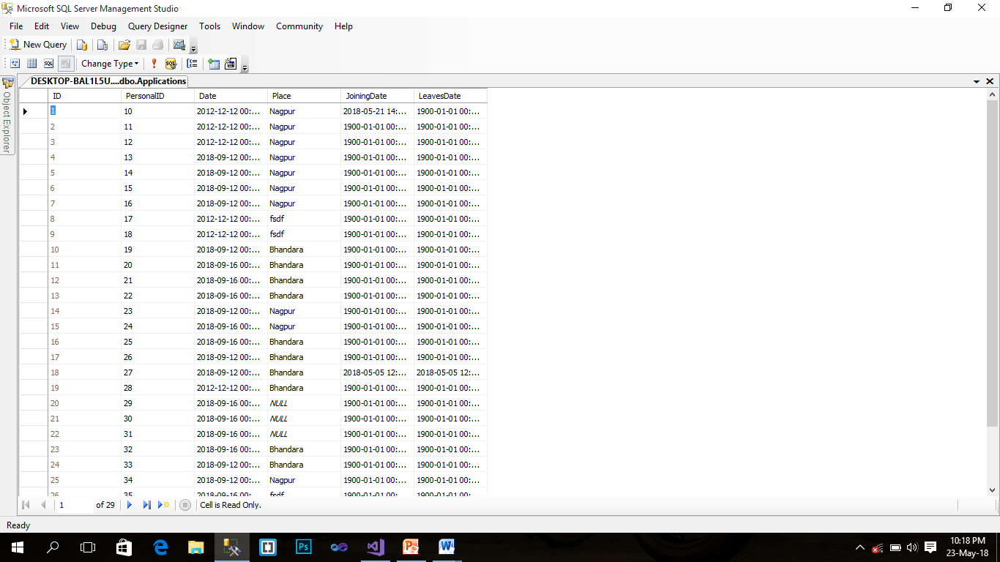 Microsoft SQL Server Management Studio
File Edit View Debug Query Designer Tools Window Community Help
New Query
Change Type
DESKTOP-BAL1L5U....dbo.Applications
Object Explorer
ID PersonalID Date Place JoiningDate LeavesDate
1 10 2012-12-12 00:... Nagpur 2018-05-21 14:... 1900-01-01 00:...
2 11 2012-12-12 00:... Nagpur 1900-01-01 00:... 1900-01-01 00:...
3 12 2012-12-12 00:... Nagpur 1900-01-01 00:... 1900-01-01 00:...
4 13 2018-09-12 00:... Nagpur 1900-01-01 00:... 1900-01-01 00:...
5 14 2018-09-12 00:... Nagpur 1900-01-01 00:... 1900-01-01 00:...
6 15 2018-09-12 00:... Nagpur 1900-01-01 00:... 1900-01-01 00:...
7 16 2018-09-12 00:... Nagpur 1900-01-01 00:... 1900-01-01 00:...
8 17 2012-12-12 00:... fsdf 1900-01-01 00:... 1900-01-01 00:...
9 18 2012-12-12 00:... fsdf 1900-01-01 00:... 1900-01-01 00:...
10 19 2018-09-12 00:... Bhandara 1900-01-01 00:... 1900-01-01 00:...
11 20 2018-09-16 00:... Bhandara 1900-01-01 00:... 1900-01-01 00:...
12 21 2018-09-16 00:... Bhandara 1900-01-01 00:... 1900-01-01 00:...
13 22 2018-09-16 00:... Bhandara 1900-01-01 00:... 1900-01-01 00:...
14 23 2018-09-12 00:... Nagpur 1900-01-01 00:... 1900-01-01 00:...
15 24 2018-09-16 00:... Nagpur 1900-01-01 00:... 1900-01-01 00:...
16 25 2018-09-16 00:... Bhandara 1900-01-01 00:... 1900-01-01 00:...
17 26 2018-09-12 00:... Bhandara 1900-01-01 00:... 1900-01-01 00:...
18 27 2018-09-12 00:... Bhandara 2018-05-05 12:... 2018-05-05 12:...
19 28 2012-12-12 00:... Bhandara 1900-01-01 00:... 1900-01-01 00:...
20 29 2018-09-16 00:... NULL 1900-01-01 00:... 1900-01-01 00:...
21 30 2018-09-16 00:... NULL 1900-01-01 00:... 1900-01-01 00:...
22 31 2018-09-16 00:... NULL 1900-01-01 00:... 1900-01-01 00:...
23 32 2018-09-16 00:... Bhandara 1900-01-01 00:... 1900-01-01 00:...
24 33 2018-09-12 00:... Bhandara 1900-01-01 00:... 1900-01-01 00:...
25 34 2018-09-12 00:... Nagpur 1900-01-01 00:... 1900-01-01 00:...
26 35 2018-09-16 00:... fsdf 1900-01-01 00:... 1900-01-01 00:...
1 of 29 Cell is Read Only.
Ready
10:18 PM
23-May-18